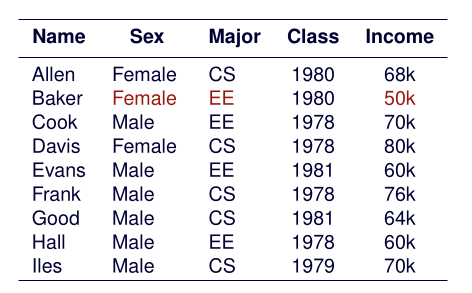 Name Sex Major Class Income
Allen Female CS 1980 68k
Baker Female EE 1980 50k
Cook Male EE 1978 70k
Davis Female CS 1978 80k
Evans Male EE 1981 60k
Frank Male CS 1978 76k
Good Male CS 1981 64k
Hall Male EE 1978 60k
Iles Male CS 1979 70k